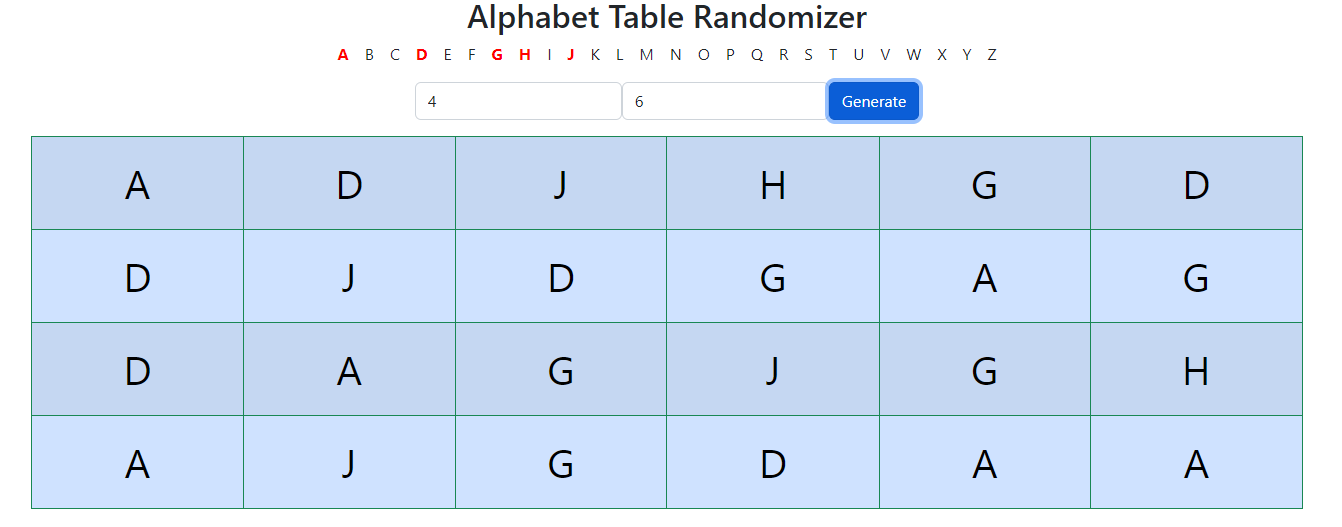 Alphabet Table Randomizer
A B C D E F G H I J K L M N O P Q R S T U V W X Y Z
4 6 Generate
A D J H G D
D J D G A G
D A G J G H
A J G D A A